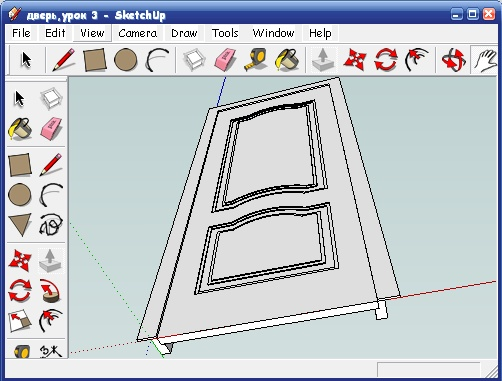 дверь,урок 3 - SketchUp
File Edit View Camera Draw Tools Window Help